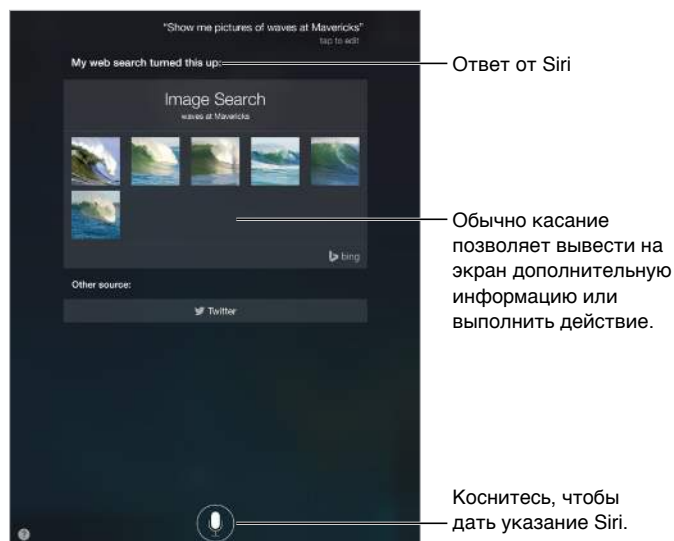 "Show me pictures of waves at Mavericks"
tap to edit
My web search turned this up:
Ответ от Siri
Image Search
waves at Mavericks
Обычно касание
позволяет вывести на
экран дополнительную
информацию или
выполнить действие.
bing
Other source:
Twitter
Коснитесь, чтобы
дать указание Siri.
?